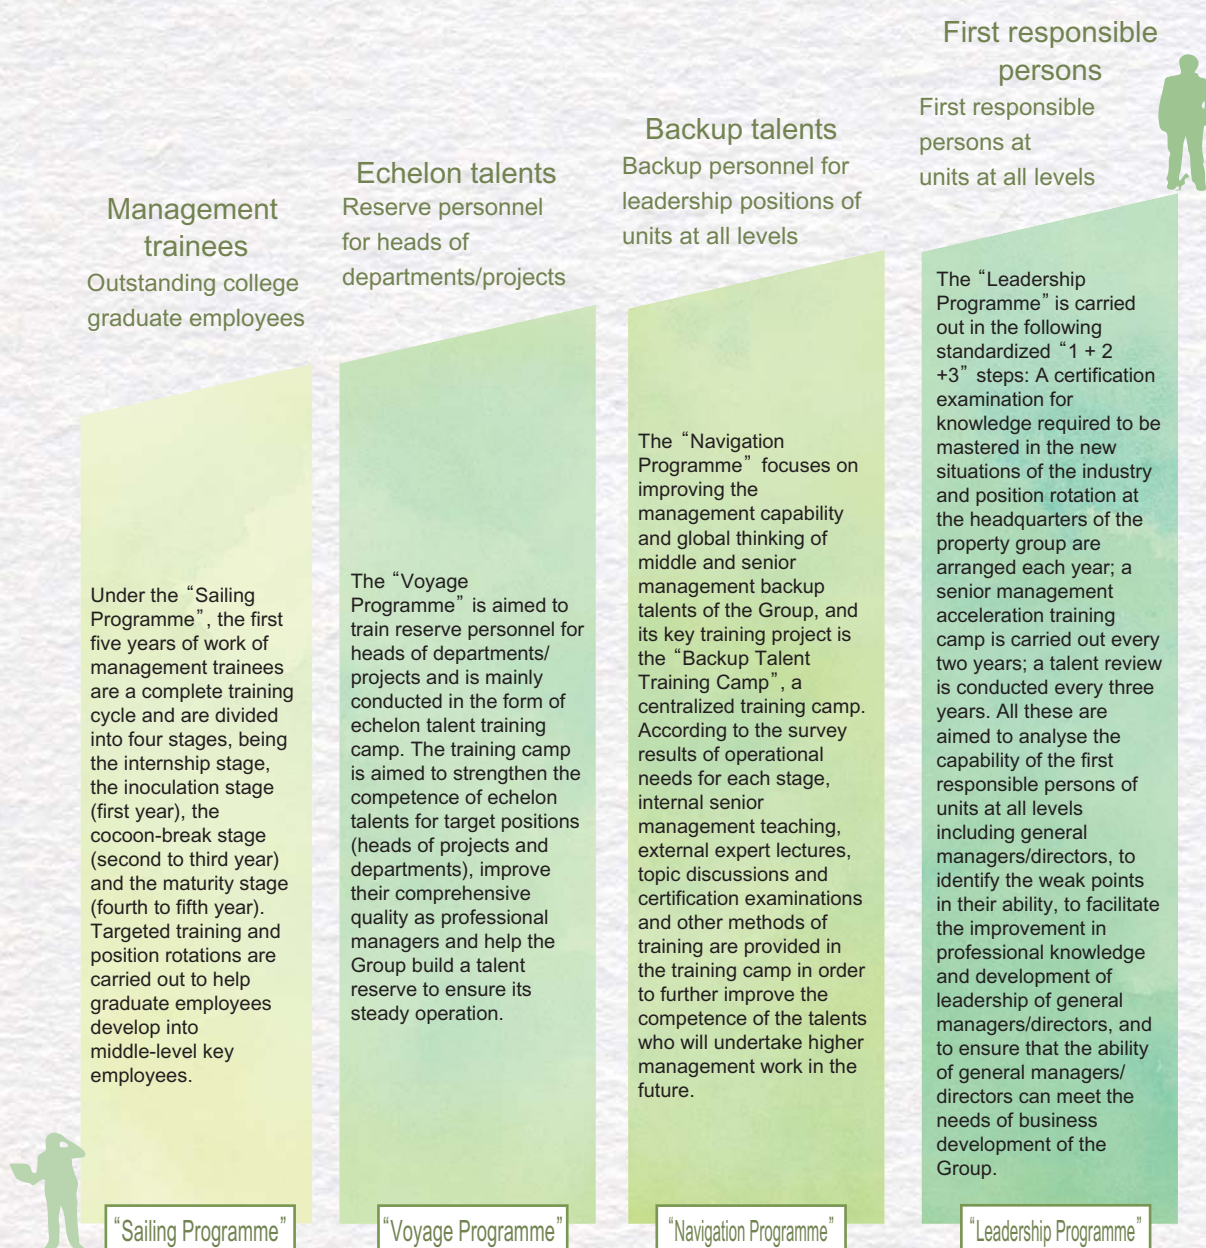 Management
trainees
Outstanding college
graduate employees
Under the “Sailing
Programme”, the first
five years of work of
management trainees
are a complete training
cycle and are divided
into four stages, being
the internship stage,
the inoculation stage
(first year), the
cocoon-break stage
(second to third year)
and the maturity stage
(fourth to fifth year).
Targeted training and
position rotations are
carried out to help
graduate employees
develop into
middle-level key
employees.
“Sailing Programme”
Echelon talents
Reserve personnel
for heads of
departments/projects
The “Voyage
Programme” is aimed to
train reserve personnel for
heads of departments/
projects and is mainly
conducted in the form of
echelon talent training
camp. The training camp
is aimed to strengthen the
competence of echelon
talents for target positions
(heads of projects and
departments), improve
their comprehensive
quality as professional
managers and help the
Group build a talent
reserve to ensure its
steady operation.
“Voyage Programme”
Backup talents
Backup personnel for
leadership positions of
units at all levels
The “Navigation
Programme” focuses on
improving the
management capability
and global thinking of
middle and senior
management backup
talents of the Group, and
its key training project is
the “Backup Talent
Training Camp”, a
centralized training camp.
According to the survey
results of operational
needs for each stage,
internal senior
management teaching,
external expert lectures,
topic discussions and
certification examinations
and other methods of
training are provided in
the training camp in order
to further improve the
competence of the talents
who will undertake higher
management work in the
future.
“Navigation Programme”
First responsible
persons
First responsible
persons at
units at all levels
The “Leadership
Programme” is carried
out in the following
standardized “1 + 2
+3” steps: A certification
examination for
knowledge required to be
mastered in the new
situations of the industry
and position rotation at
the headquarters of the
property group are
arranged each year; a
senior management
acceleration training
camp is carried out every
two years; a talent review
is conducted every three
years. All these are
aimed to analyse the
capability of the first
responsible persons of
units at all levels
including general
managers/directors, to
identify the weak points
in their ability, to facilitate
the improvement in
professional knowledge
and development of
leadership of general
managers/directors, and
to ensure that the ability
of general managers/
directors can meet the
needs of business
development of the
Group.
“Leadership Programme”